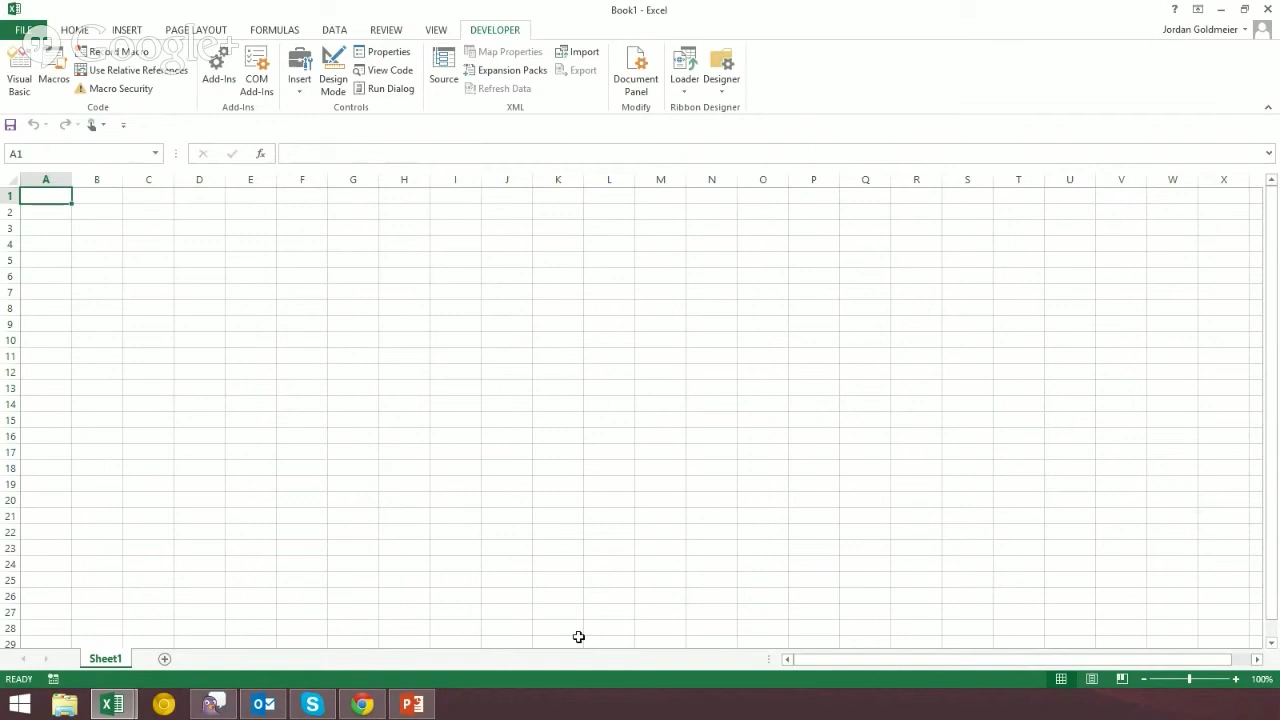 Book1 - Excel
FILE HOME INSERT PAGE LAYOUT FORMULAS DATA REVIEW VIEW DEVELOPER Jordan Goldmeier
Google+
Visual Basic
Macros
Record Macro
Use Relative References
Macro Security
Code
Add-Ins
COM Add-Ins
Add-Ins
Insert
Design Mode
Properties
View Code
Run Dialog
Controls
Source
Map Properties
Expansion Packs
Refresh Data
Import
Export
XML
Document Panel
Modify
Loader
Designer
Ribbon Designer
A1
fx
A B C D E F G H I J K L M N O P Q R S T U V W X
1
2
3
4
5
6
7
8
9
10
11
12
13
14
15
16
17
18
19
20
21
22
23
24
25
26
27
28
29
Sheet1
READY 100%